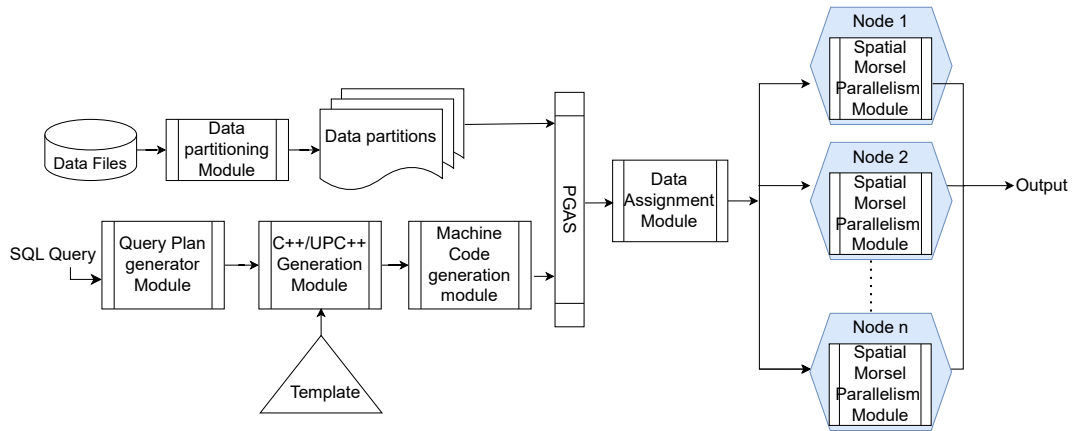 Data Files
Data
partitioning
Module
Data partitions
SQL Query
Query Plan
generator
Module
C++/UPC++
Generation
Module
Template
Machine
Code
generation
module
PGAS
Data
Assignment
Module
Node 1
Spatial
Morsel
Parallelism
Module
Node 2
Spatial
Morsel
Parallelism
Module
Node n
Spatial
Morsel
Parallelism
Module
Output